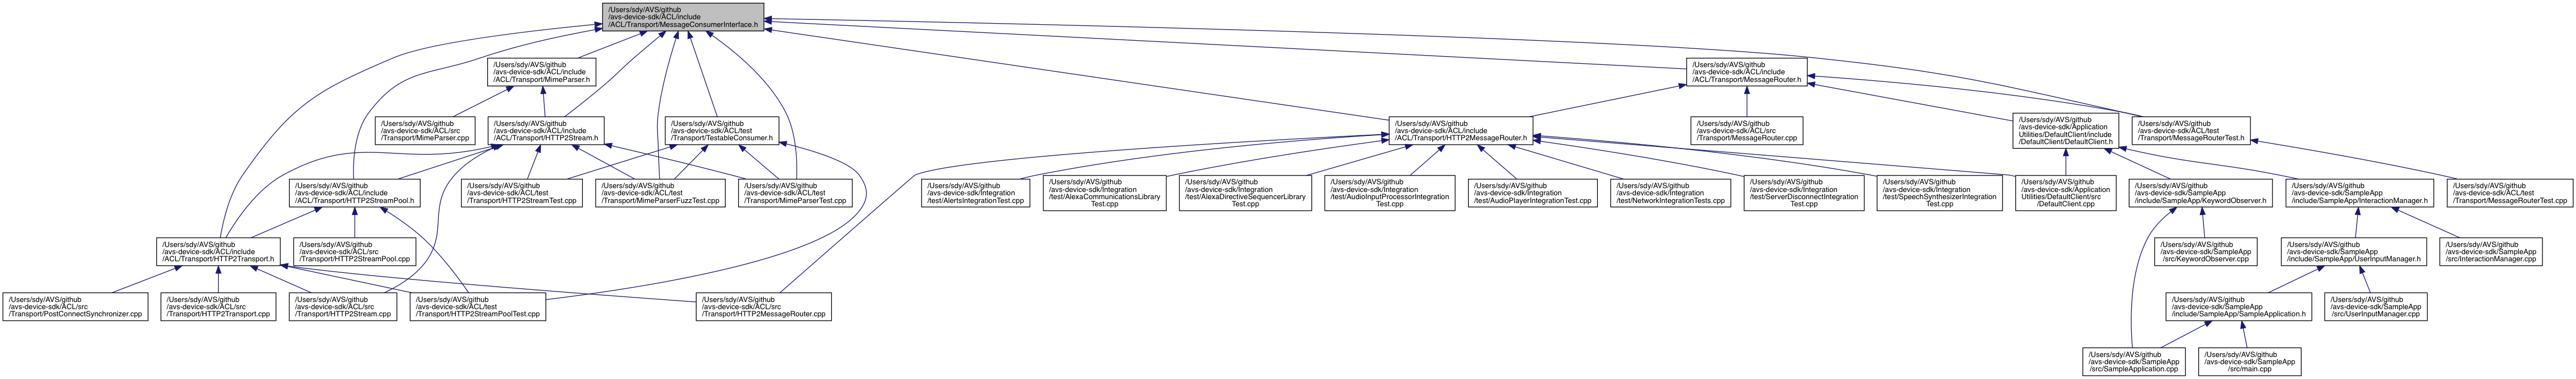 /Users/sdy/AVS/github
/avs-device-sdk/ACL/include
/ACL/Transport/MessageConsumerInterface.h
/Users/sdy/AVS/github
/avs-device-sdk/ACL/include
/ACL/Transport/MimeParser.h
/Users/sdy/AVS/github
/avs-device-sdk/ACL/include
/ACL/Transport/MessageRouter.h
/Users/sdy/AVS/github
/avs-device-sdk/ACL/src
/Transport/MimeParser.cpp
/Users/sdy/AVS/github
/avs-device-sdk/ACL/include
/ACL/Transport/HTTP2Stream.h
/Users/sdy/AVS/github
/avs-device-sdk/ACL/test
/Transport/TestableConsumer.h
/Users/sdy/AVS/github
/avs-device-sdk/ACL/include
/ACL/Transport/HTTP2MessageRouter.h
/Users/sdy/AVS/github
/avs-device-sdk/ACL/src
/Transport/MessageRouter.cpp
/Users/sdy/AVS/github
/avs-device-sdk/Application
Utilities/DefaultClient/include
/DefaultClient/DefaultClient.h
/Users/sdy/AVS/github
/avs-device-sdk/ACL/test
/Transport/MessageRouterTest.h
/Users/sdy/AVS/github
/avs-device-sdk/ACL/include
/ACL/Transport/HTTP2StreamPool.h
/Users/sdy/AVS/github
/avs-device-sdk/ACL/test
/Transport/HTTP2StreamTest.cpp
/Users/sdy/AVS/github
/avs-device-sdk/ACL/test
/Transport/MimeParserFuzzTest.cpp
/Users/sdy/AVS/github
/avs-device-sdk/ACL/test
/Transport/MimeParserTest.cpp
/Users/sdy/AVS/github
/avs-device-sdk/Integration
/test/AlertsIntegrationTest.cpp
/Users/sdy/AVS/github
/avs-device-sdk/Integration
/test/AlexaCommunicationsLibrary
Test.cpp
/Users/sdy/AVS/github
/avs-device-sdk/Integration
/test/AlexaDirectiveSequencerLibrary
Test.cpp
/Users/sdy/AVS/github
/avs-device-sdk/Integration
/test/AudioInputProcessorIntegration
Test.cpp
/Users/sdy/AVS/github
/avs-device-sdk/Integration
/test/AudioPlayerIntegrationTest.cpp
/Users/sdy/AVS/github
/avs-device-sdk/Integration
/test/NetworkIntegrationTests.cpp
/Users/sdy/AVS/github
/avs-device-sdk/Integration
/test/ServerDisconnectIntegration
Test.cpp
/Users/sdy/AVS/github
/avs-device-sdk/Integration
/test/SpeechSynthesizerIntegration
Test.cpp
/Users/sdy/AVS/github
/avs-device-sdk/Application
Utilities/DefaultClient/src
/DefaultClient.cpp
/Users/sdy/AVS/github
/avs-device-sdk/SampleApp
/include/SampleApp/KeywordObserver.h
/Users/sdy/AVS/github
/avs-device-sdk/SampleApp
/include/SampleApp/InteractionManager.h
/Users/sdy/AVS/github
/avs-device-sdk/ACL/test
/Transport/MessageRouterTest.cpp
/Users/sdy/AVS/github
/avs-device-sdk/ACL/include
/ACL/Transport/HTTP2Transport.h
/Users/sdy/AVS/github
/avs-device-sdk/ACL/src
/Transport/HTTP2StreamPool.cpp
/Users/sdy/AVS/github
/avs-device-sdk/SampleApp
/src/KeywordObserver.cpp
/Users/sdy/AVS/github
/avs-device-sdk/SampleApp
/include/SampleApp/UserInputManager.h
/Users/sdy/AVS/github
/avs-device-sdk/SampleApp
/src/InteractionManager.cpp
/Users/sdy/AVS/github
/avs-device-sdk/ACL/src
/Transport/PostConnectSynchronizer.cpp
/Users/sdy/AVS/github
/avs-device-sdk/ACL/src
/Transport/HTTP2Transport.cpp
/Users/sdy/AVS/github
/avs-device-sdk/ACL/src
/Transport/HTTP2Stream.cpp
/Users/sdy/AVS/github
/avs-device-sdk/ACL/test
/Transport/HTTP2StreamPoolTest.cpp
/Users/sdy/AVS/github
/avs-device-sdk/ACL/src
/Transport/HTTP2MessageRouter.cpp
/Users/sdy/AVS/github
/avs-device-sdk/SampleApp
/include/SampleApp/SampleApplication.h
/Users/sdy/AVS/github
/avs-device-sdk/SampleApp
/src/UserInputManager.cpp
/Users/sdy/AVS/github
/avs-device-sdk/SampleApp
/src/SampleApplication.cpp
/Users/sdy/AVS/github
/avs-device-sdk/SampleApp
/src/main.cpp